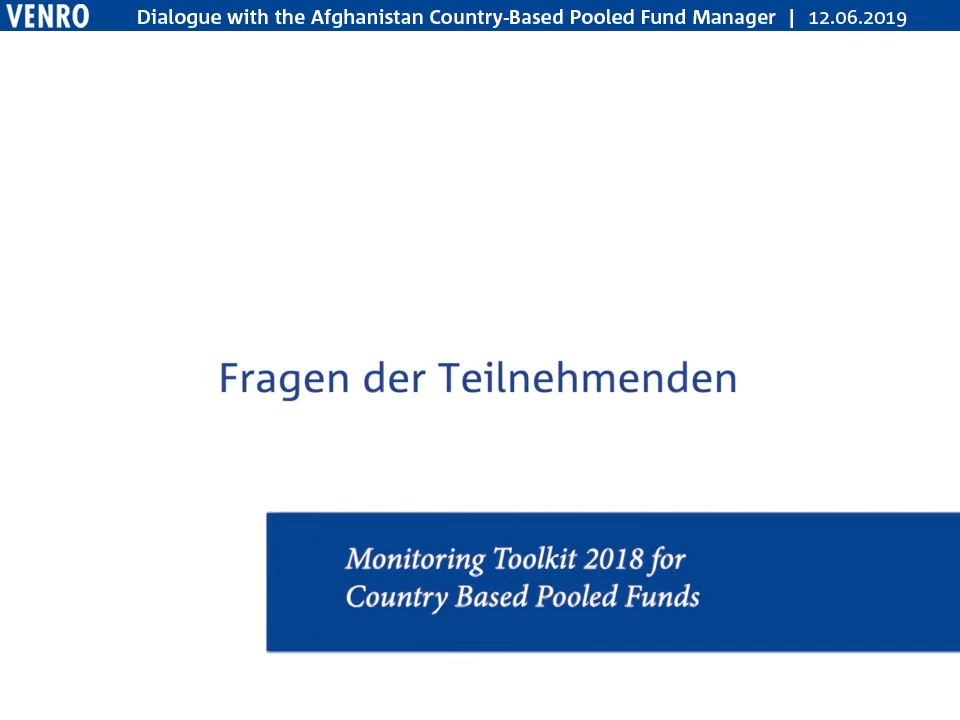 VENRO Dialogue with the Afghanistan Country-Based Pooled Fund Manager | 12.06.2019
Fragen der Teilnehmenden
Monitoring Toolkit 2018 for
Country Based Pooled Funds